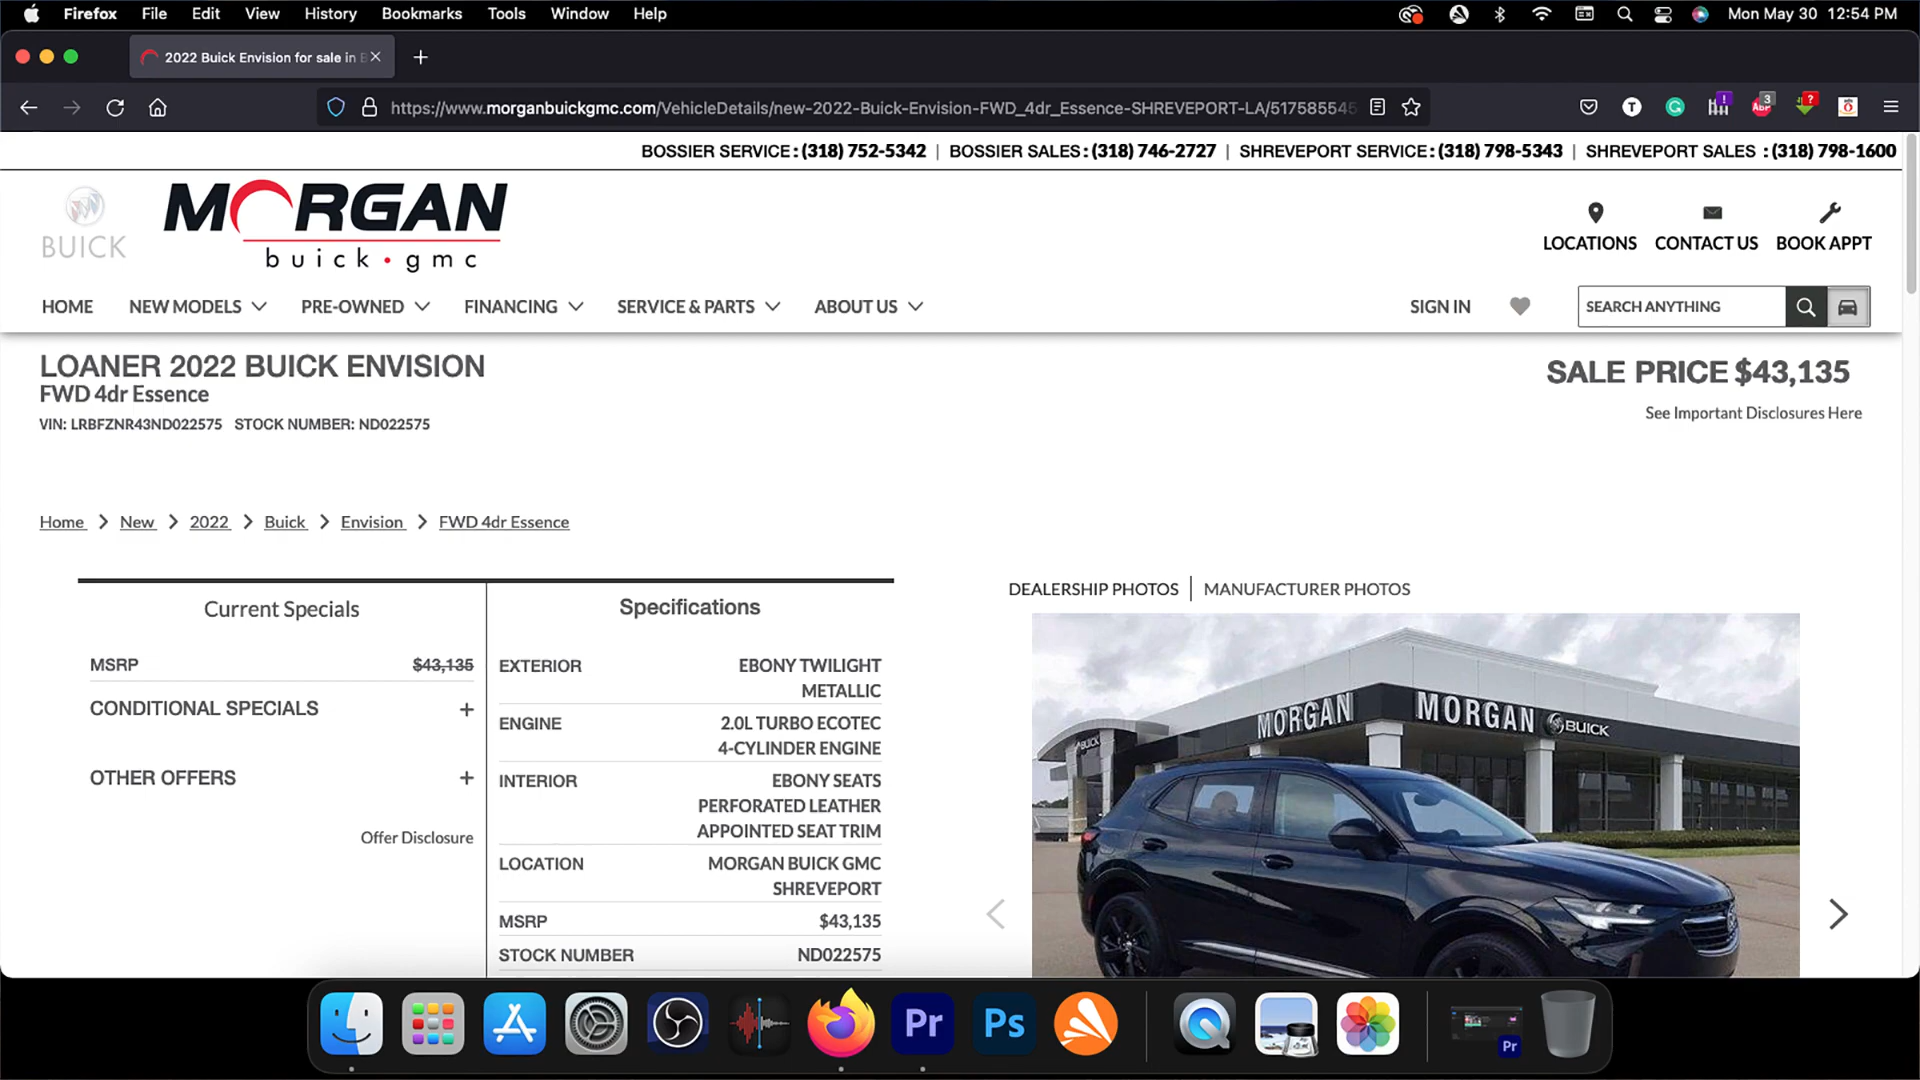 Firefox File Edit View History Bookmarks Tools Window Help
Mon May 30 12:54 PM
2022 Buick Envision for sale in B
https://www.morganbuickgmc.com/VehicleDetails/new-2022-Buick-Envision-FWD_4dr_Essence-SHREVEPORT-LA/517585545
T
G
!
ABP 3
?
BOSSIER SERVICE: (318) 752-5342 | BOSSIER SALES: (318) 746-2727 | SHREVEPORT SERVICE: (318) 798-5343 | SHREVEPORT SALES : (318) 798-1600
BUICK
MORGAN
buick • gmc
LOCATIONS CONTACT US BOOK APPT
HOME NEW MODELS PRE-OWNED FINANCING SERVICE & PARTS ABOUT US SIGN IN SEARCH ANYTHING
LOANER 2022 BUICK ENVISION
FWD 4dr Essence
VIN: LRBFZNR43ND022575 STOCK NUMBER: ND022575
SALE PRICE $43,135
See Important Disclosures Here
Home > New > 2022 > Buick > Envision > FWD 4dr Essence
Current Specials
MSRP $43,135
CONDITIONAL SPECIALS +
OTHER OFFERS +
Offer Disclosure
Specifications
EXTERIOR EBONY TWILIGHT
METALLIC
ENGINE 2.0L TURBO ECOTEC
4-CYLINDER ENGINE
INTERIOR EBONY SEATS
PERFORATED LEATHER
APPOINTED SEAT TRIM
LOCATION MORGAN BUICK GMC
SHREVEPORT
MSRP $43,135
STOCK NUMBER ND022575
DEALERSHIP PHOTOS | MANUFACTURER PHOTOS
MORGAN MORGAN BUICK
BUICK
Pr Ps Pr